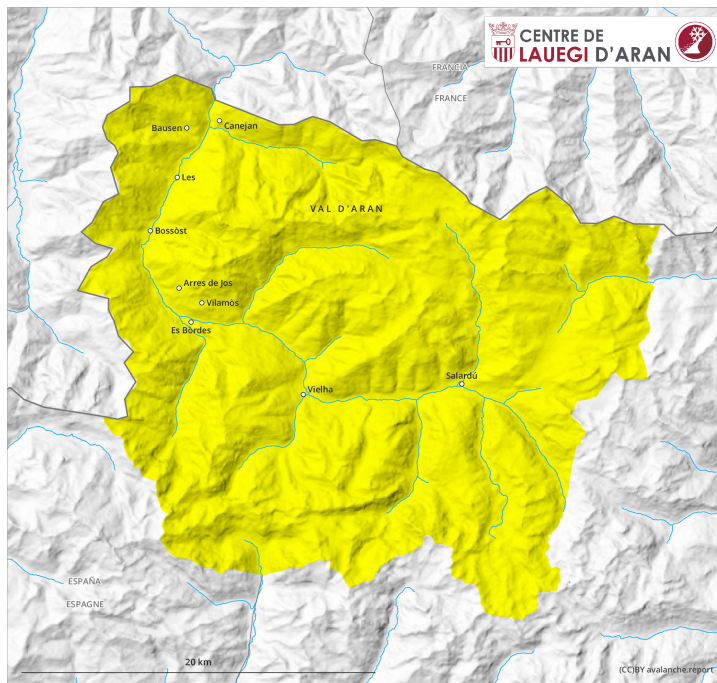 CENTRE DE
LAUEGI D'ARAN
FRANCIA
FRANCE
Bausen
Canejan
Les
VAL D'ARAN
Bossòst
Arres de Jos
Vilamòs
Es Bòrdes
Salardú
Vielha
ESPAÑA
ESPAGNE
20 km
(CC)BY avalanche.report